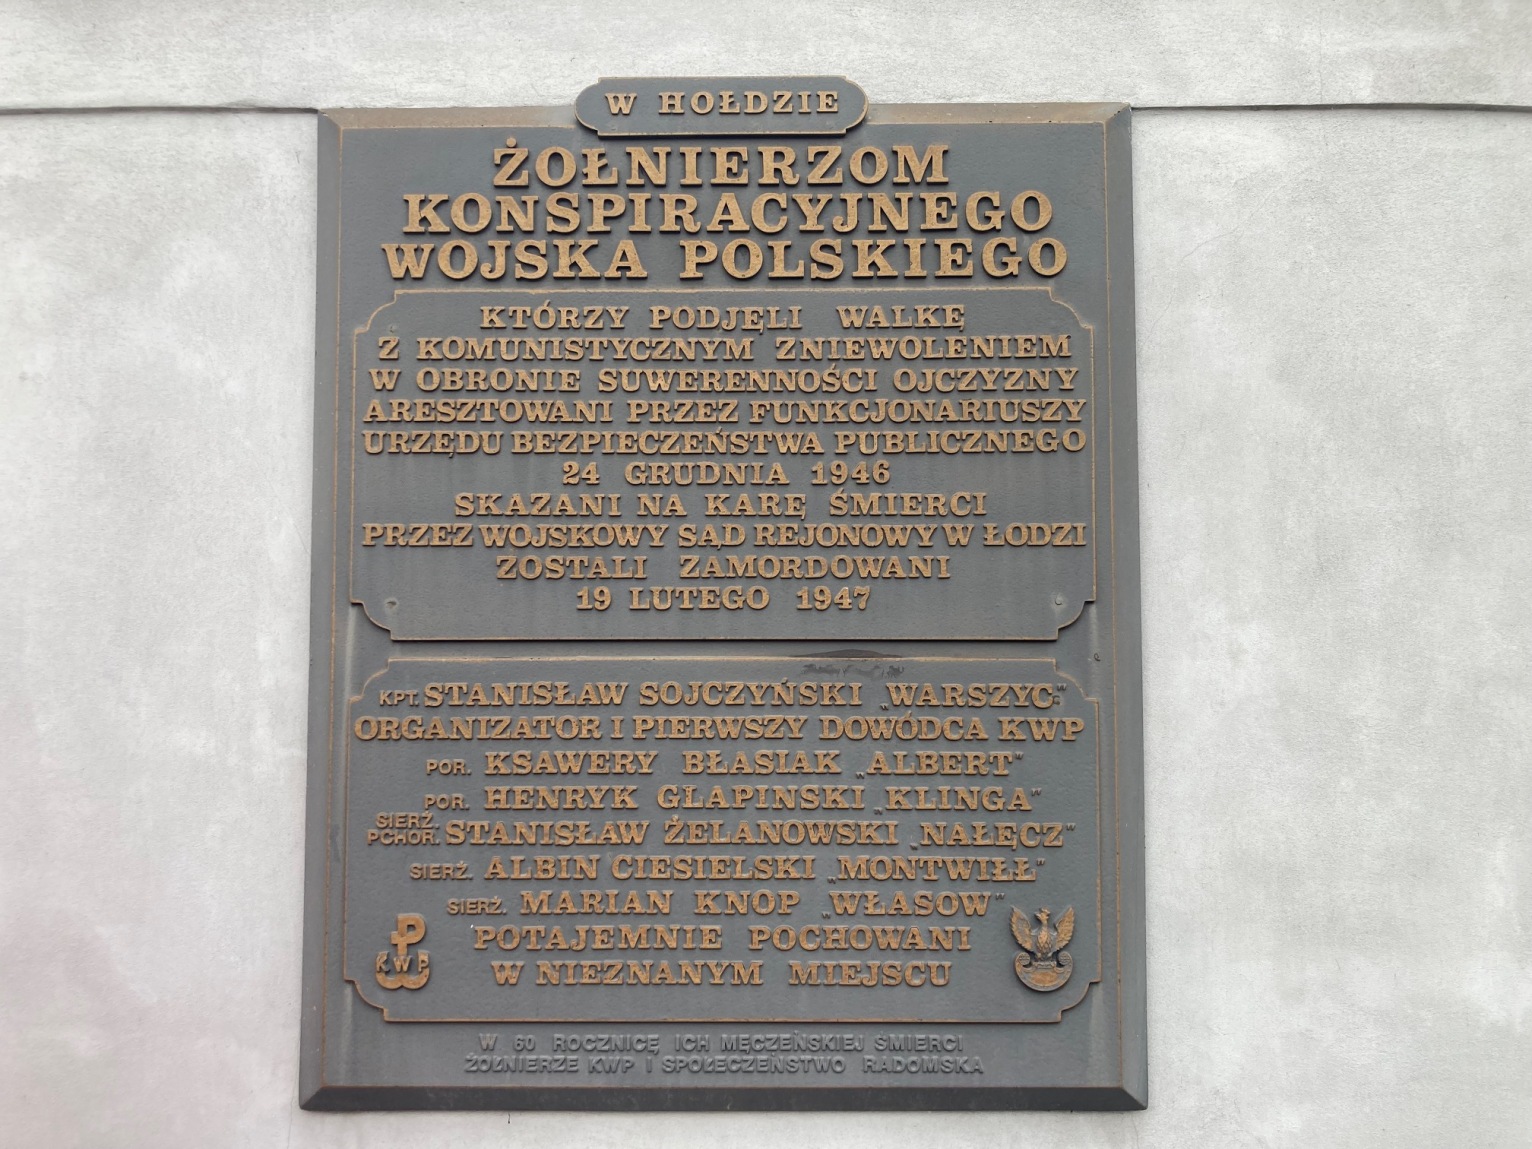 W HOŁDZIE
ŻOŁNIERZOM
KONSPIRACYJNEGO
WOJSKA POLSKIEGO
KTÓRZY PODJĘLI WALKĘ
Z KOMUNISTYCZNYM ZNIEWOLENIEM
W OBRONIE SUWERENNOŚCI OJCZYZNY
ARESZTOWANI PRZEZ FUNKCJONARIUSZY
URZĘDU BEZPIECZEŃSTWA PUBLICZNEGO
24 GRUDNIA 1946
SKAZANI NA KARĘ ŚMIERCI
PRZEZ WOJSKOWY SĄD REJONOWY W ŁODZI
ZOSTALI ZAMORDOWANI
19 LUTEGO 1947
KPT. STANISŁAW SOJCZYŃSKI „WARSZYC”
ORGANIZATOR I PIERWSZY DOWÓDCA KWP
POR. KSAWERY BŁASIAK „ALBERT”
POR. HENRYK GLAPINSKI „KLINGA”
SIERŻ. PCHOR. STANISŁAW ŻELANOWSKI „NAŁĘCZ”
SIERŻ. ALBIN CIESIELSKI „MONTWIŁŁ”
SIERŻ. MARIAN KNOP „WŁASOW”
POTAJEMNIE POCHOWANI
W NIEZNANYM MIEJSCU
KWP
W 60 ROCZNICĘ ICH MĘCZEŃSKIEJ ŚMIERCI
ŻOŁNIERZE KWP I SPOŁECZEŃSTWO RADOMSKA